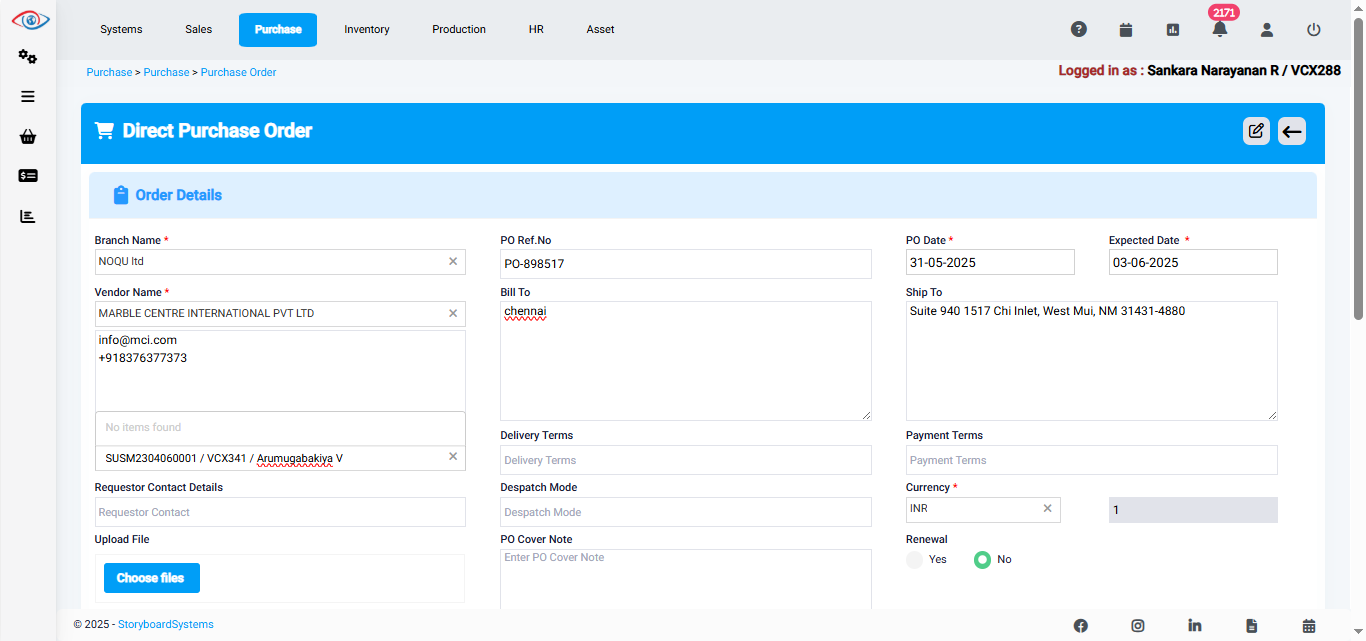 Systems
Sales
Purchase
Inventory
Production
HR
Asset
2171
Purchase > Purchase > Purchase Order
Logged in as : Sankara Narayanan R / VCX288
Direct Purchase Order
Order Details
Branch Name *
NOQU ltd
PO Ref.No
PO-898517
PO Date *
31-05-2025
Expected Date *
03-06-2025
Vendor Name *
MARBLE CENTRE INTERNATIONAL PVT LTD
info@mci.com
+918376377373
Bill To
chennai
Ship To
Suite 940 1517 Chi Inlet, West Mui, NM 31431-4880
No items found
SUSM2304060001 / VCX341 / Arumugabakiya V
Delivery Terms
Delivery Terms
Payment Terms
Payment Terms
Requestor Contact Details
Requestor Contact
Despatch Mode
Despatch Mode
Currency *
INR
1
Upload File
Choose files
PO Cover Note
Enter PO Cover Note
Renewal
Yes
No
© 2025 - StoryboardSystems